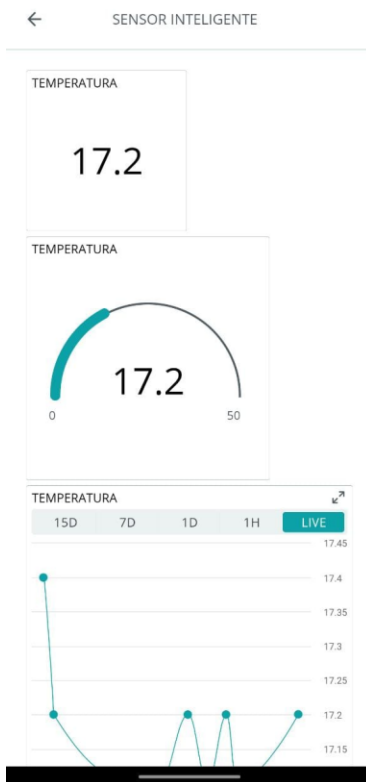 SENSOR INTELIGENTE
TEMPERATURA
17.2
TEMPERATURA
17.2
0 50
TEMPERATURA
15D 7D 1D 1H LIVE
17.45
17.4
17.35
17.3
17.25
17.2
17.15